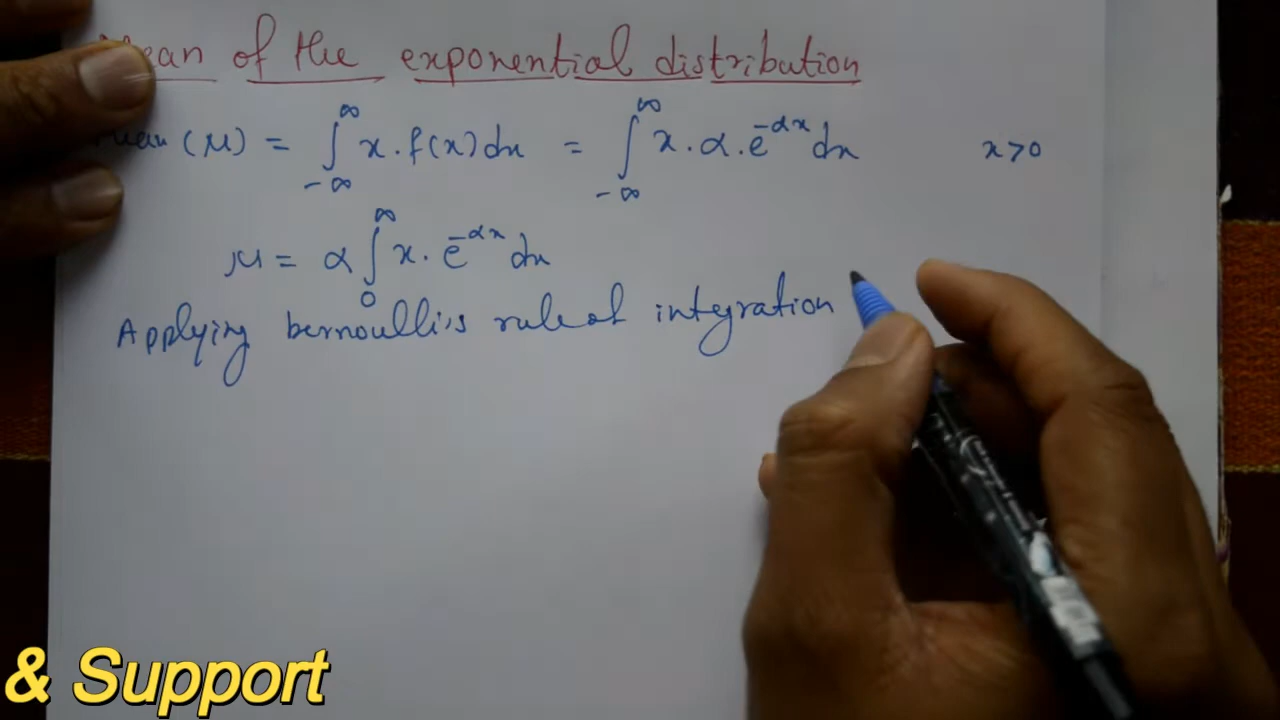 Mean of the exponential distribution
Mean (μ) = ∫_{-∞}^{∞} x . f(x) dx = ∫_{-∞}^{∞} x . α . e^{-αx} dx x > 0
μ = α ∫_{0}^{∞} x . e^{-αx} dx
Applying bernoulli's rule of integration
& Support